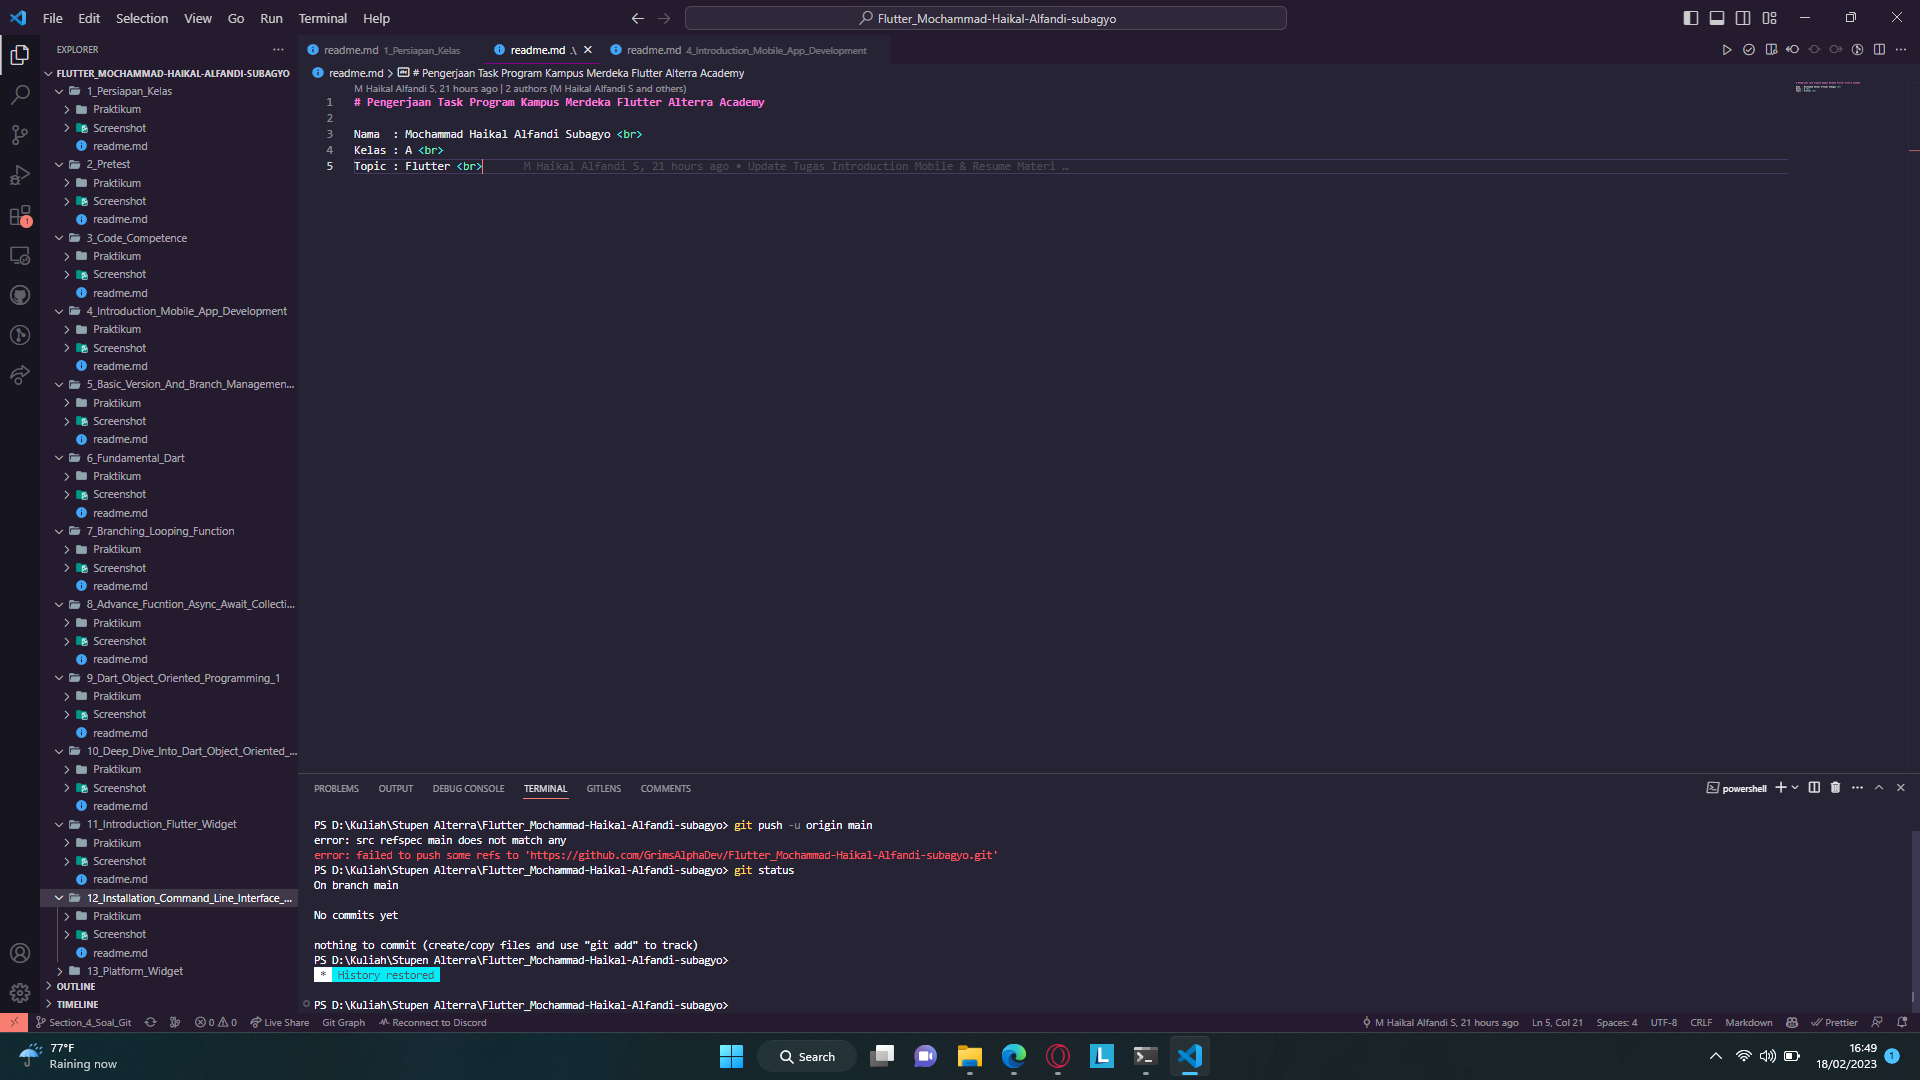 File Edit Selection View Go Run Terminal Help
Flutter_Mochammad-Haikal-Alfandi-subagyo
EXPLORER
FLUTTER_MOCHAMMAD-HAIKAL-ALFANDI-SUBAGYO
1_Persiapan_Kelas
Praktikum
Screenshot
readme.md
2_Pretest
Praktikum
Screenshot
readme.md
3_Code_Competence
Praktikum
Screenshot
readme.md
4_Introduction_Mobile_App_Development
Praktikum
Screenshot
readme.md
5_Basic_Version_And_Branch_Managemen...
Praktikum
Screenshot
readme.md
6_Fundamental_Dart
Praktikum
Screenshot
readme.md
7_Branching_Looping_Function
Praktikum
Screenshot
readme.md
8_Advance_Fucntion_Async_Await_Collecti...
Praktikum
Screenshot
readme.md
9_Dart_Object_Oriented_Programming_1
Praktikum
Screenshot
readme.md
10_Deep_Dive_Into_Dart_Object_Oriented_...
Praktikum
Screenshot
readme.md
11_Introduction_Flutter_Widget
Praktikum
Screenshot
readme.md
12_Installation_Command_Line_Interface_...
Praktikum
Screenshot
readme.md
13_Platform_Widget
OUTLINE
TIMELINE
readme.md 1_Persiapan_Kelas readme.md .\ readme.md 4_Introduction_Mobile_App_Development
readme.md > # Pengerjaan Task Program Kampus Merdeka Flutter Alterra Academy
M Haikal Alfandi S, 21 hours ago | 2 authors (M Haikal Alfandi S and others)
1 # Pengerjaan Task Program Kampus Merdeka Flutter Alterra Academy
2
3 Nama  : Mochammad Haikal Alfandi Subagyo <br>
4 Kelas : A <br>
5 Topic : Flutter <br> M Haikal Alfandi S, 21 hours ago • Update Tugas Introduction Mobile & Resume Materi …
PROBLEMS OUTPUT DEBUG CONSOLE TERMINAL GITLENS COMMENTS
powershell
PS D:\Kuliah\Stupen Alterra\Flutter_Mochammad-Haikal-Alfandi-subagyo> git push -u origin main
error: src refspec main does not match any
error: failed to push some refs to 'https://github.com/GrimsAlphaDev/Flutter_Mochammad-Haikal-Alfandi-subagyo.git'
PS D:\Kuliah\Stupen Alterra\Flutter_Mochammad-Haikal-Alfandi-subagyo> git status
On branch main
No commits yet
nothing to commit (create/copy files and use "git add" to track)
PS D:\Kuliah\Stupen Alterra\Flutter_Mochammad-Haikal-Alfandi-subagyo>
* History restored
PS D:\Kuliah\Stupen Alterra\Flutter_Mochammad-Haikal-Alfandi-subagyo>
Section_4_Soal_Git 0 0 Live Share Git Graph Reconnect to Discord
M Haikal Alfandi S, 21 hours ago Ln 5, Col 21 Spaces: 4 UTF-8 CRLF Markdown Prettier
77°F
Raining now
Search
L
16:49
18/02/2023
1